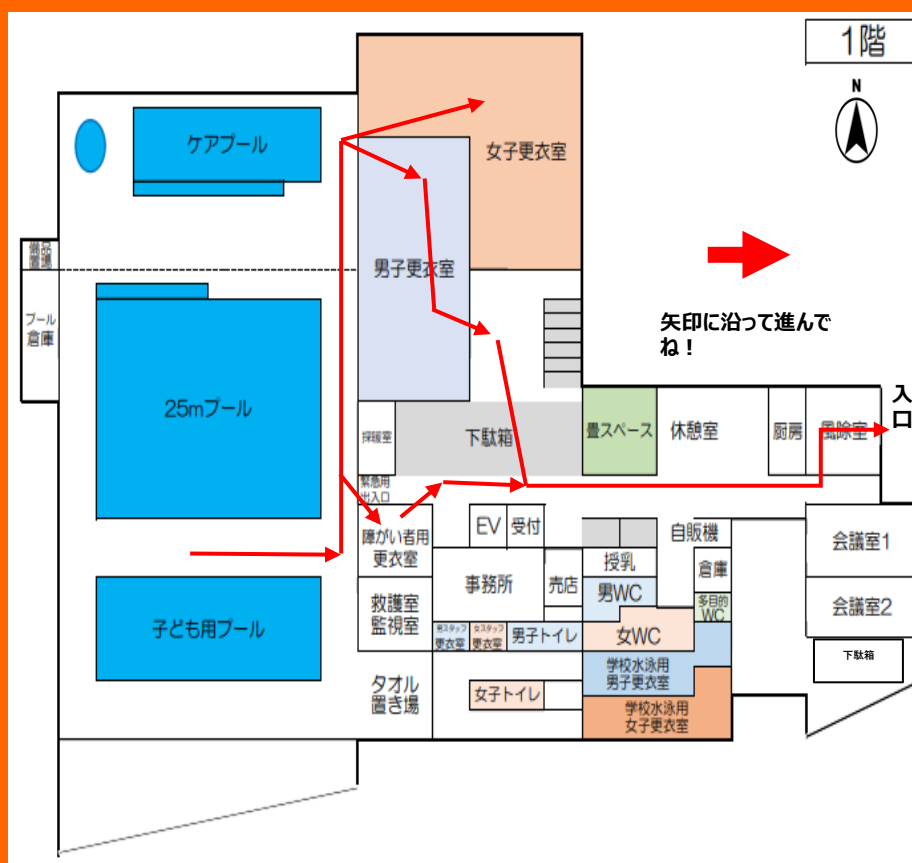 1階
N
ケアプール
女子更衣室
備品
置場
男子更衣室
プール
倉庫
矢印に沿って進んで
ね！
25mプール
採暖室
下駄箱
畳スペース
休憩室
厨房
風除室
入
口
緊急用
出入口
障がい者用
更衣室
EV
受付
自販機
会議室1
授乳
事務所
売店
男WC
倉庫
救護室
監視室
多目的
WC
会議室2
子ども用プール
男スタッフ
更衣室
女スタッフ
更衣室
男子トイレ
女WC
下駄箱
学校水泳用
男子更衣室
タオル
置き場
女子トイレ
学校水泳用
女子更衣室